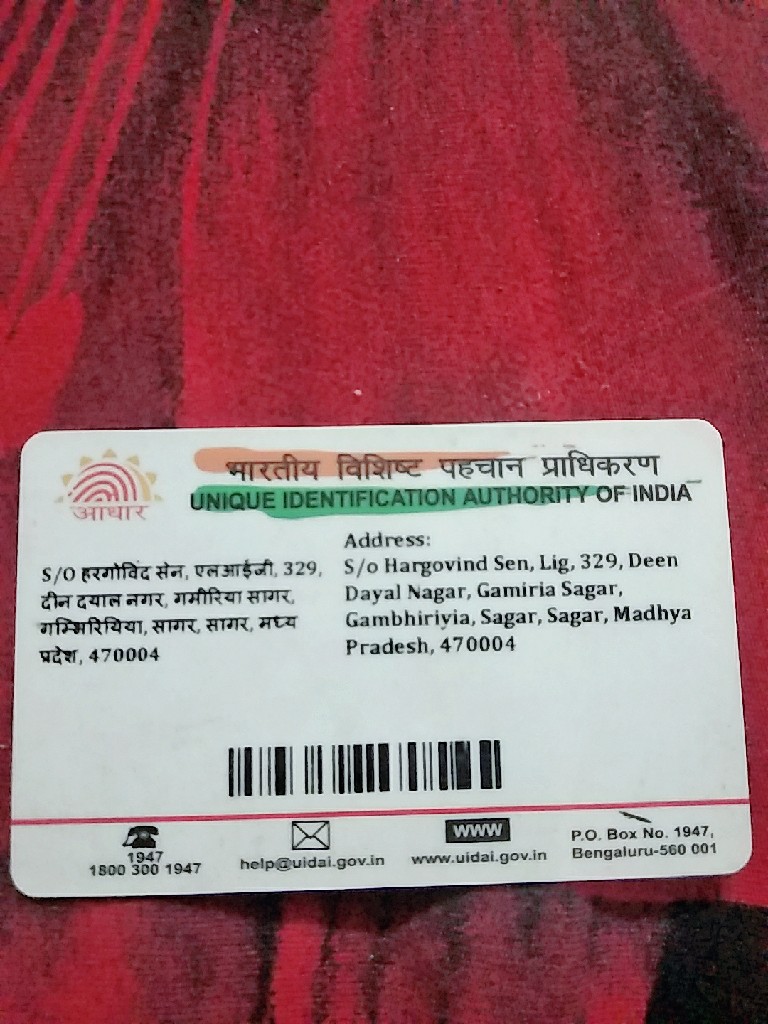 भारतीय विशिष्ट पहचान प्राधिकरण
UNIQUE IDENTIFICATION AUTHORITY OF INDIA
आधार
S/O हरगोविंद सेन, एलआईजी, 329,
दीन दयाल नगर, गमीरिया सागर,
गम्भिरियिया, सागर, सागर, मध्य
प्रदेश, 470004
Address:
S/o Hargovind Sen, Lig, 329, Deen
Dayal Nagar, Gamiria Sagar,
Gambhiriyia, Sagar, Sagar, Madhya
Pradesh, 470004
1947
1800 300 1947
help@uidai.gov.in
WWW
www.uidai.gov.in
P.O. Box No. 1947,
Bengaluru-560 001